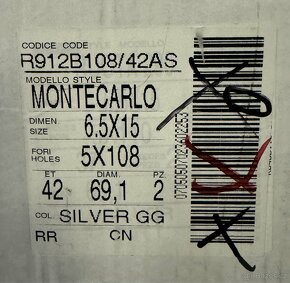 CODICE CODE
R912B108/42AS
MODELLO STYLE
MONTECARLO
DIMEN. SIZE 6.5X15
FORI HOLES 5X108
ET DIAM. PZ
42 69,1 2
COL. SILVER GG
RR CN